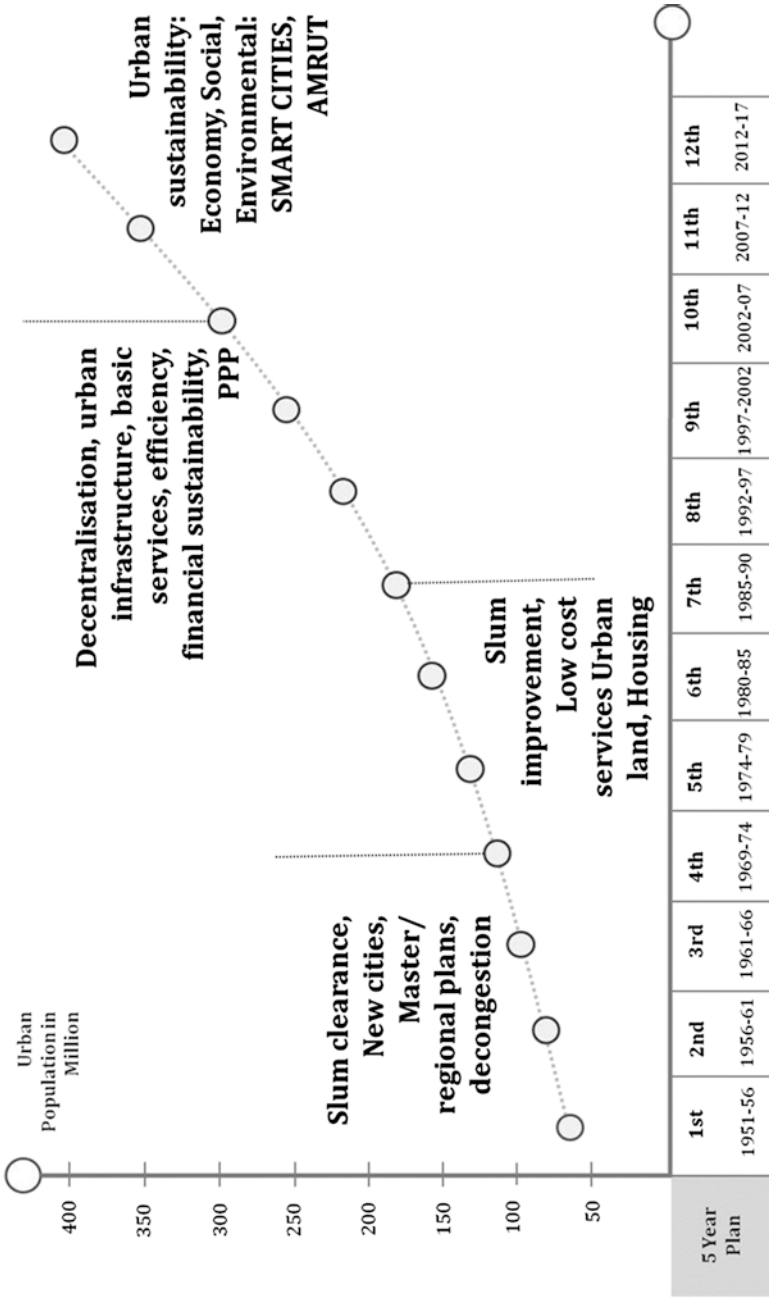 Urban
Population in
Million
400
350
300
250
200
150
100
50
Slum clearance,
New cities,
Master/
regional plans,
decongestion
Slum
improvement,
Low cost
services Urban
land, Housing
Decentralisation, urban
infrastructure, basic
services, efficiency,
financial sustainability,
PPP
Urban
sustainability:
Economy, Social,
Environmental:
SMART CITIES,
AMRUT
5 Year
Plan
1st
2nd
3rd
4th
5th
6th
7th
8th
9th
10th
11th
12th
1951-56
1956-61
1961-66
1969-74
1974-79
1980-85
1985-90
1992-97
1997-2002
2002-07
2007-12
2012-17